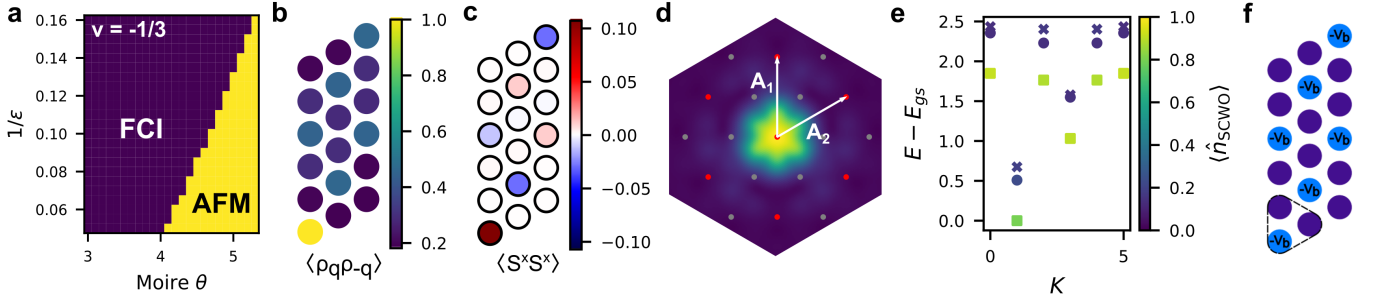 a
ν = -1/3
FCI
AFM
0.16
0.14
0.12
0.10
0.08
0.06
1/ε
3
4
5
Moire θ
b
1.0
0.8
0.6
0.4
0.2
⟨ρqρ-q⟩
c
0.10
0.05
0.00
−0.05
−0.10
⟨SˣSˣ⟩
d
A₁
A₂
e
2.5
2.0
1.5
1.0
0.5
0.0
E − Egs
0
5
K
1.0
0.8
0.6
0.4
0.2
0.0
⟨n̂SCWO⟩
f
-Vb
-Vb
-Vb
-Vb
-Vb
-Vb